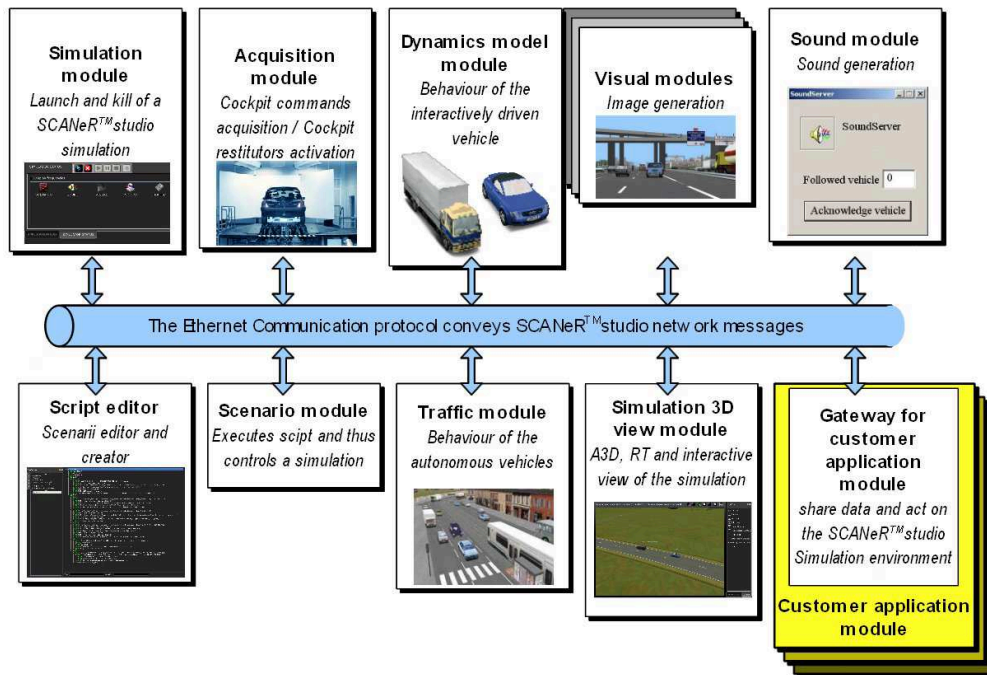 Simulation
module
Launch and kill of a
SCANeR™studio
simulation
Acquisition
module
Cockpit commands
acquisition / Cockpit
restitutors activation
Dynamics model
module
Behaviour of the
interactively driven
vehicle
Visual modules
Image generation
Sound module
Sound generation
SoundServer
SoundServer
Followed vehicle 0
Acknowledge vehicle
The Ethernet Communication protocol conveys SCANeR™studio network messages
Script editor
Scenarii editor and
creator
Scenario module
Executes scipt and thus
controls a simulation
Traffic module
Behaviour of the
autonomous vehicles
Simulation 3D
view module
A3D, RT and interactive
view of the simulation
Gateway for
customer
application
module
share data and act on
the SCANeR™studio
Simulation environment
Customer application
module